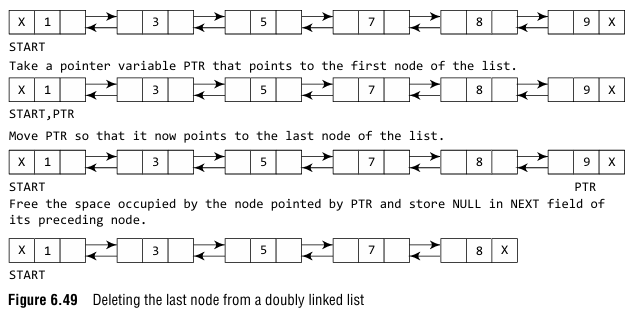 X 1 3 5 7 8 9 X
START
Take a pointer variable PTR that points to the first node of the list.
X 1 3 5 7 8 9 X
START,PTR
Move PTR so that it now points to the last node of the list.
X 1 3 5 7 8 9 X
START PTR
Free the space occupied by the node pointed by PTR and store NULL in NEXT field of
its preceding node.
X 1 3 5 7 8 X
START
Figure 6.49 Deleting the last node from a doubly linked list